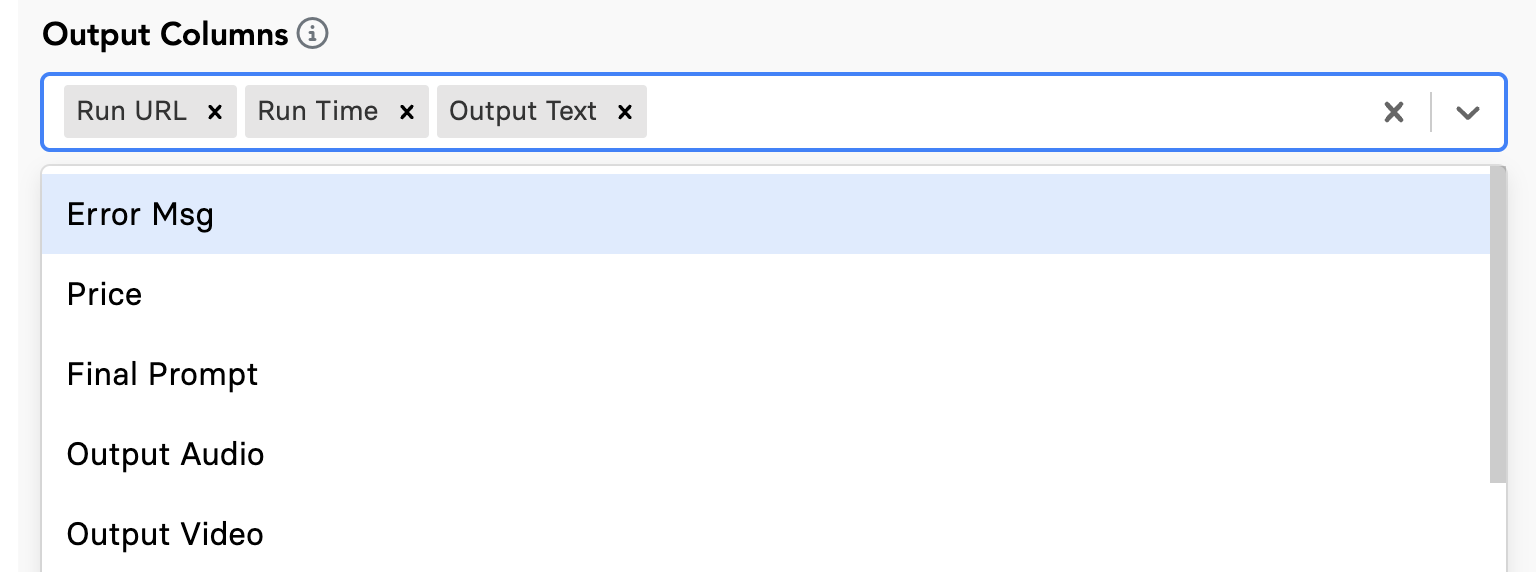 Output Columns
Run URL Run Time Output Text
Error Msg
Price
Final Prompt
Output Audio
Output Video